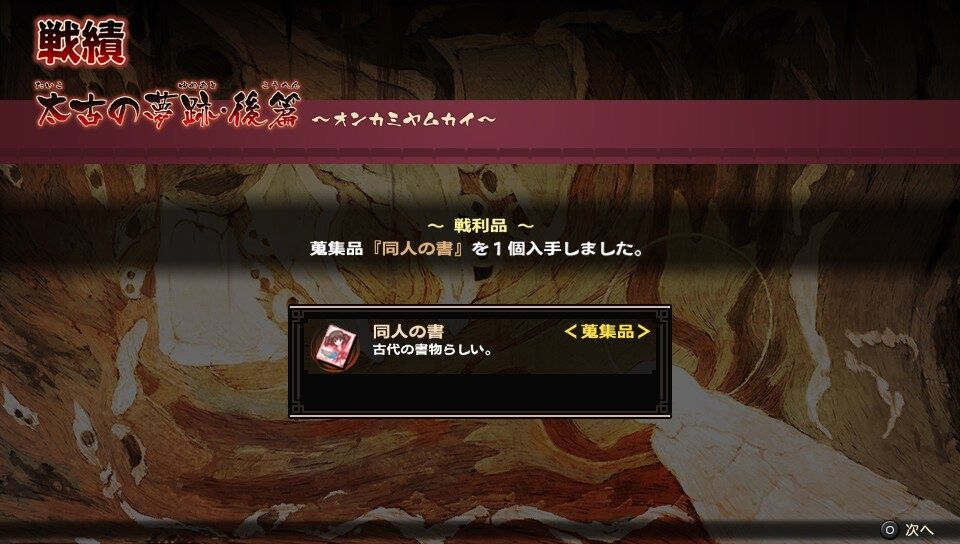 戦績
たいこ ゆめあと こうへん
太古の夢跡・後篇 ～オンカミヤムカイ～
～ 戦利品 ～
蒐集品『同人の書』を１個入手しました。
同人の書 ＜蒐集品＞
古代の書物らしい。
次へ